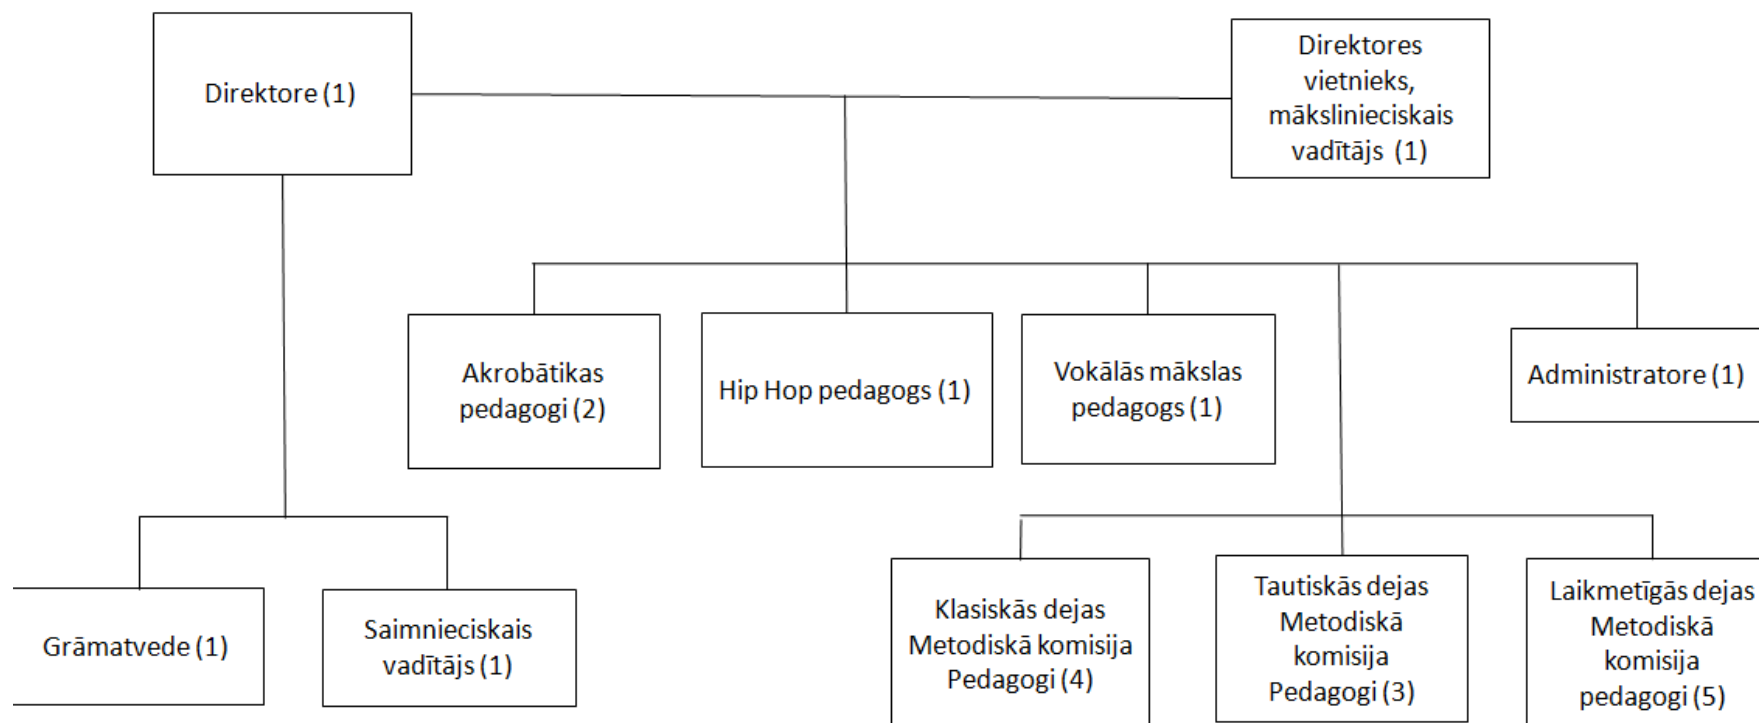 Direktore (1)
Direktores
vietnieks,
mākslinieciskais
vadītājs (1)
Akrobātikas
pedagogi (2)
Hip Hop pedagogs (1)
Vokālās mākslas
pedagogs (1)
Administratore (1)
Grāmatvede (1)
Saimnieciskais
vadītājs (1)
Klasiskās dejas
Metodiskā komisija
Pedagogi (4)
Tautiskās dejas
Metodiskā
komisija
Pedagogi (3)
Laikmetīgās dejas
Metodiskā
komisija
pedagogi (5)